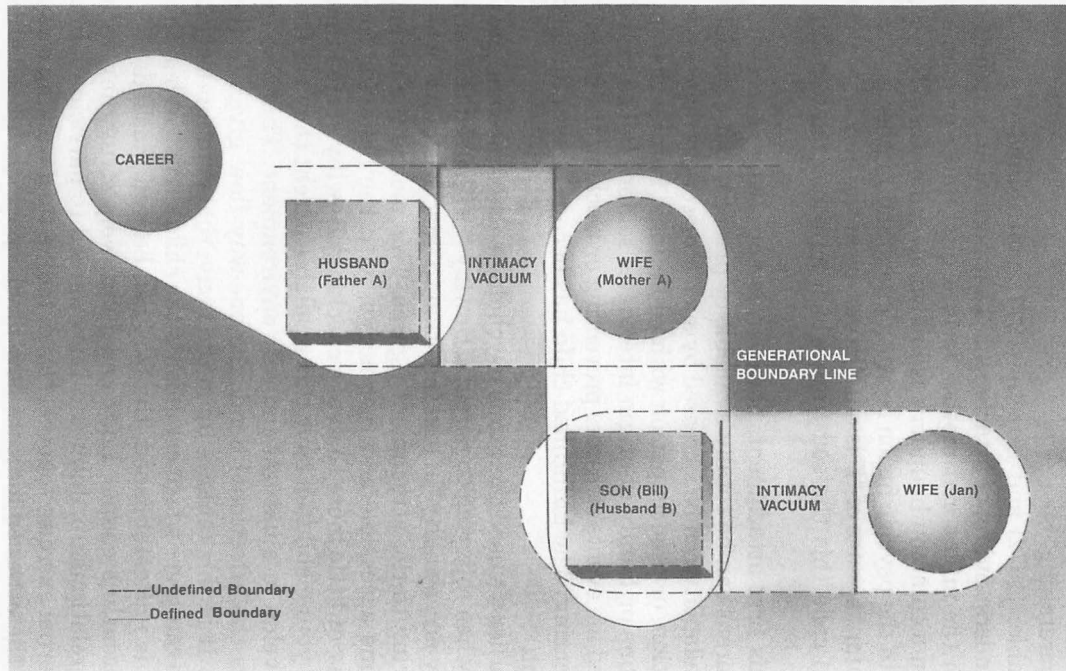 CAREER
HUSBAND
(Father A)
INTIMACY
VACUUM
WIFE
(Mother A)
GENERATIONAL
BOUNDARY LINE
SON (Bill)
(Husband B)
INTIMACY
VACUUM
WIFE (Jan)
Undefined Boundary
Defined Boundary